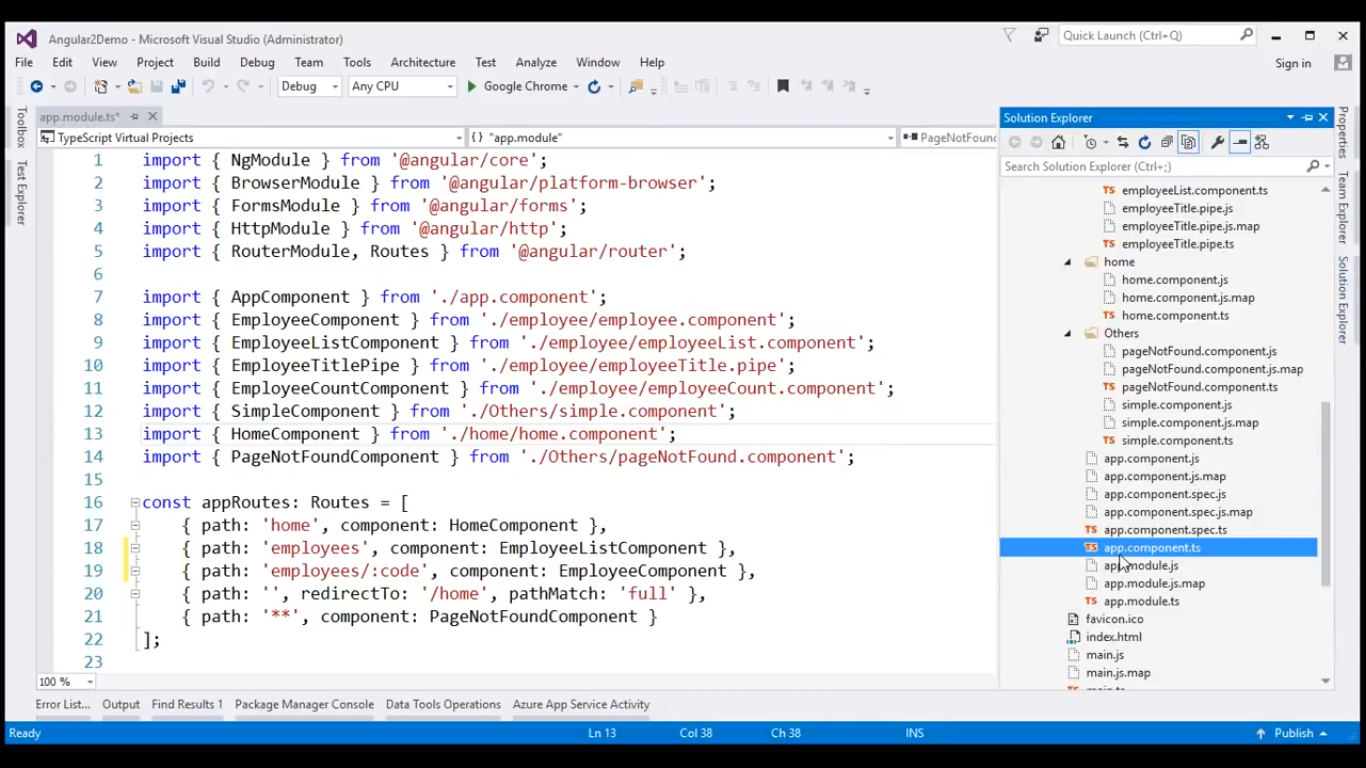 Angular2Demo - Microsoft Visual Studio (Administrator)
Quick Launch (Ctrl+Q)
File Edit View Project Build Debug Team Tools Architecture Test Analyze Window Help
Sign in
Debug Any CPU Google Chrome
Toolbox
Test Explorer
app.module.ts*
TypeScript Virtual Projects {} "app.module" PageNotFound
1 import { NgModule } from '@angular/core';
2 import { BrowserModule } from '@angular/platform-browser';
3 import { FormsModule } from '@angular/forms';
4 import { HttpModule } from '@angular/http';
5 import { RouterModule, Routes } from '@angular/router';
6
7 import { AppComponent } from './app.component';
8 import { EmployeeComponent } from './employee/employee.component';
9 import { EmployeeListComponent } from './employee/employeeList.component';
10 import { EmployeeTitlePipe } from './employee/employeeTitle.pipe';
11 import { EmployeeCountComponent } from './employee/employeeCount.component';
12 import { SimpleComponent } from './Others/simple.component';
13 import { HomeComponent } from './home/home.component';
14 import { PageNotFoundComponent } from './Others/pageNotFound.component';
15
16 const appRoutes: Routes = [
17 { path: 'home', component: HomeComponent },
18 { path: 'employees', component: EmployeeListComponent },
19 { path: 'employees/:code', component: EmployeeComponent },
20 { path: '', redirectTo: '/home', pathMatch: 'full' },
21 { path: '**', component: PageNotFoundComponent }
22 ];
23
100 %
Solution Explorer
Search Solution Explorer (Ctrl+;)
employeeList.component.ts
employeeTitle.pipe.js
employeeTitle.pipe.js.map
employeeTitle.pipe.ts
home
home.component.js
home.component.js.map
home.component.ts
Others
pageNotFound.component.js
pageNotFound.component.js.map
pageNotFound.component.ts
simple.component.js
simple.component.js.map
simple.component.ts
app.component.js
app.component.js.map
app.component.spec.js
app.component.spec.js.map
app.component.spec.ts
app.component.ts
app.module.js
app.module.js.map
app.module.ts
favicon.ico
index.html
main.js
main.js.map
Properties
Team Explorer
Solution Explorer
Error List... Output Find Results 1 Package Manager Console Data Tools Operations Azure App Service Activity
Ready Ln 13 Col 38 Ch 38 INS Publish